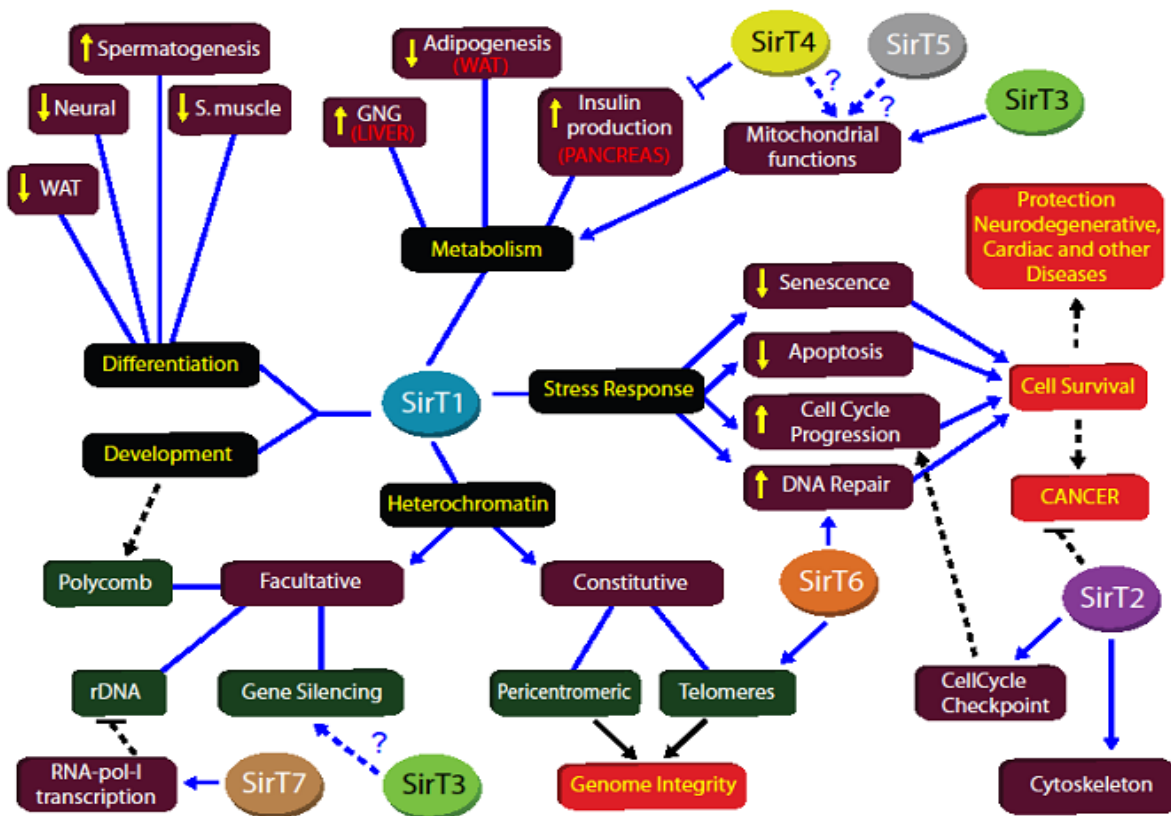 ↑ Spermatogenesis
↓ Neural
↓ S. muscle
↓ WAT
↓ Adipogenesis
(WAT)
↑ GNG
(LIVER)
↑ Insulin
production
(PANCREAS)
SirT4
SirT5
SirT3
?
?
Mitochondrial
functions
Metabolism
Protection
Neurodegenerative,
Cardiac and other
Diseases
Differentiation
Development
SirT1
Stress Response
↓ Senescence
↓ Apoptosis
↑ Cell Cycle
Progression
↑ DNA Repair
Cell Survival
CANCER
Heterochromatin
Polycomb
Facultative
Constitutive
SirT6
SirT2
rDNA
Gene Silencing
Pericentromeric
Telomeres
CellCycle
Checkpoint
?
RNA-pol-I
transcription
SirT7
SirT3
Genome Integrity
Cytoskeleton